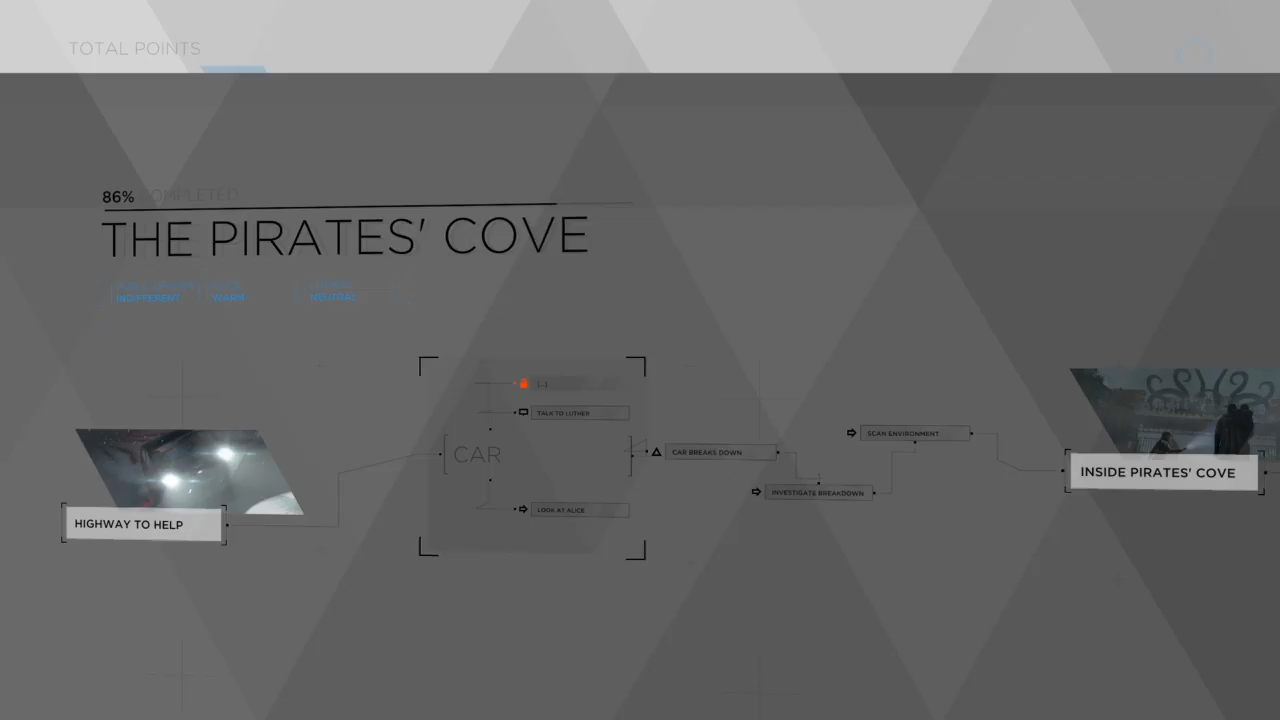 TOTAL POINTS
86% COMPLETED
THE PIRATES' COVE
INDIFFERENT WARM NEUTRAL
TALK TO LUTHER
CAR
LOOK AT ALICE
CAR BREAKS DOWN
INVESTIGATE BREAKDOWN
SCAN ENVIRONMENT
HIGHWAY TO HELP
INSIDE PIRATES' COVE